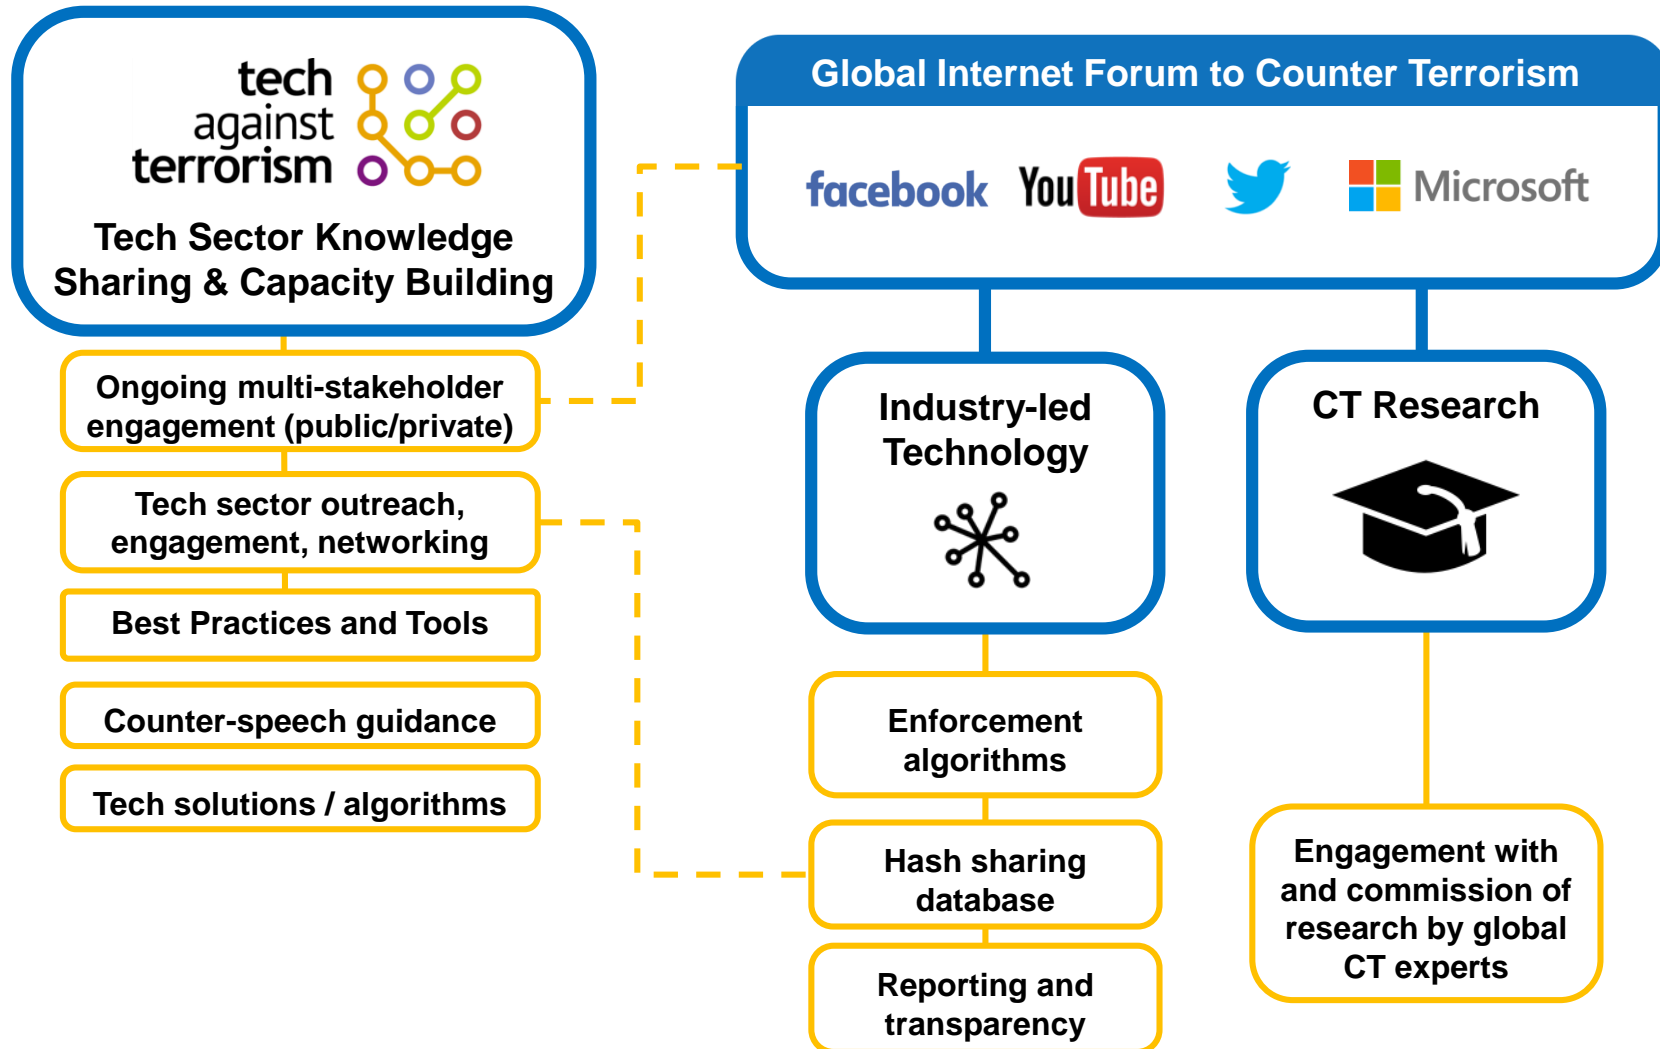 tech
against
terrorism
Tech Sector Knowledge
Sharing & Capacity Building
Ongoing multi-stakeholder
engagement (public/private)
Tech sector outreach,
engagement, networking
Best Practices and Tools
Counter-speech guidance
Tech solutions / algorithms
Global Internet Forum to Counter Terrorism
facebook YouTube Microsoft
Industry-led
Technology
Enforcement
algorithms
Hash sharing
database
Reporting and
transparency
CT Research
Engagement with
and commission of
research by global
CT experts